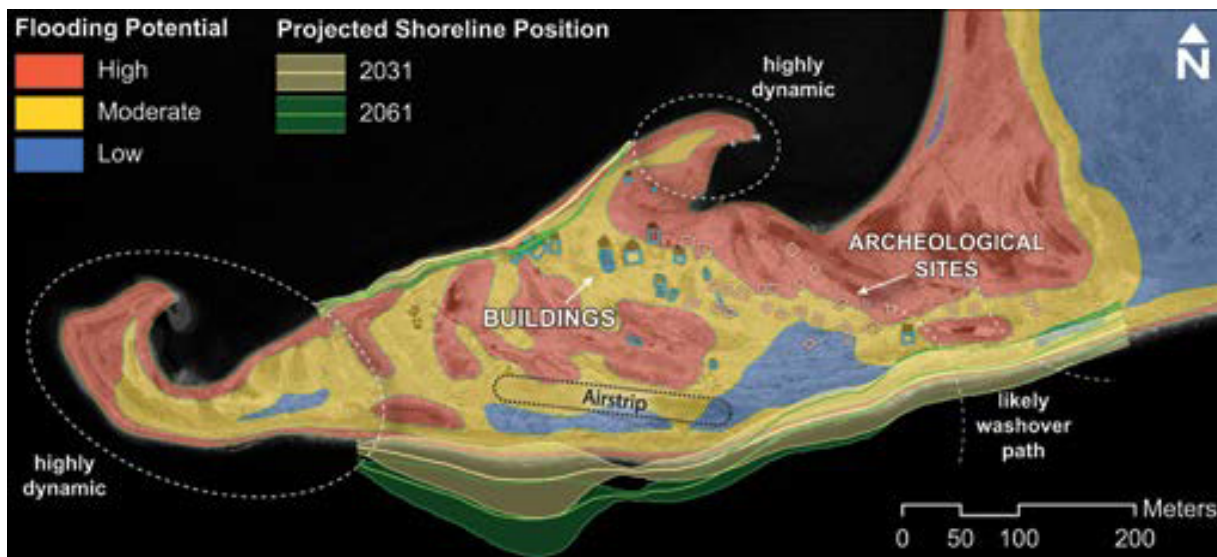 Flooding Potential
High
Moderate
Low
Projected Shoreline Position
2031
2061
highly
dynamic
N
ARCHEOLOGICAL
SITES
BUILDINGS
Airstrip
highly
dynamic
likely
washover
path
Meters
0 50 100 200